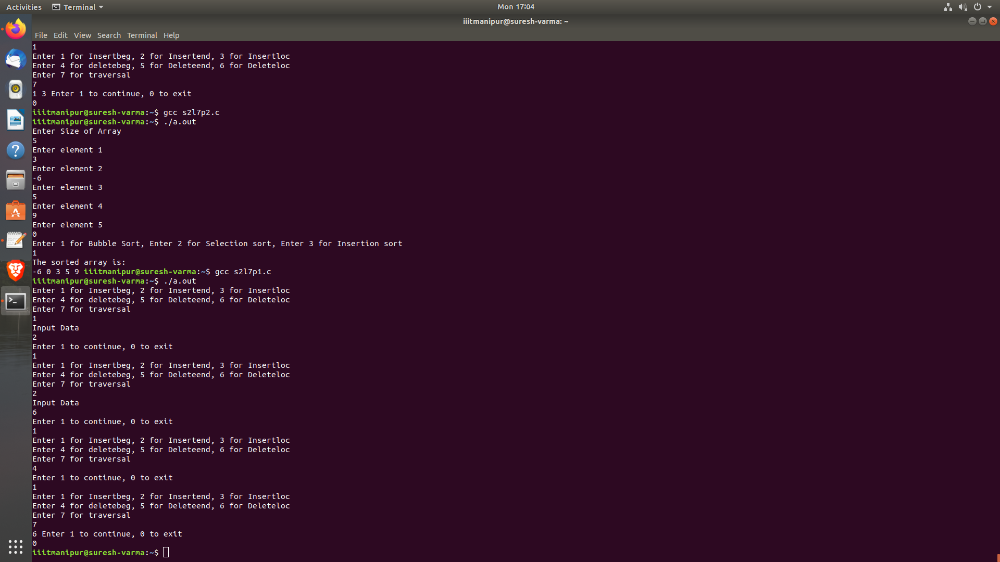 Activities Terminal Mon 17:04
iiitmanipur@suresh-varma: ~
File Edit View Search Terminal Help
1
Enter 1 for Insertbeg, 2 for Insertend, 3 for Insertloc
Enter 4 for deletebeg, 5 for Deleteend, 6 for Deleteloc
Enter 7 for traversal
7
1 3 Enter 1 to continue, 0 to exit
0
iiitmanipur@suresh-varma:~$ gcc s2l7p2.c
iiitmanipur@suresh-varma:~$ ./a.out
Enter Size of Array
5
Enter element 1
3
Enter element 2
-6
Enter element 3
5
Enter element 4
9
Enter element 5
0
Enter 1 for Bubble Sort, Enter 2 for Selection sort, Enter 3 for Insertion sort
1
The sorted array is:
-6 0 3 5 9 iiitmanipur@suresh-varma:~$ gcc s2l7p1.c
iiitmanipur@suresh-varma:~$ ./a.out
Enter 1 for Insertbeg, 2 for Insertend, 3 for Insertloc
Enter 4 for deletebeg, 5 for Deleteend, 6 for Deleteloc
Enter 7 for traversal
1
Input Data
2
Enter 1 to continue, 0 to exit
1
Enter 1 for Insertbeg, 2 for Insertend, 3 for Insertloc
Enter 4 for deletebeg, 5 for Deleteend, 6 for Deleteloc
Enter 7 for traversal
2
Input Data
6
Enter 1 to continue, 0 to exit
1
Enter 1 for Insertbeg, 2 for Insertend, 3 for Insertloc
Enter 4 for deletebeg, 5 for Deleteend, 6 for Deleteloc
Enter 7 for traversal
4
Enter 1 to continue, 0 to exit
1
Enter 1 for Insertbeg, 2 for Insertend, 3 for Insertloc
Enter 4 for deletebeg, 5 for Deleteend, 6 for Deleteloc
Enter 7 for traversal
7
6 Enter 1 to continue, 0 to exit
0
iiitmanipur@suresh-varma:~$